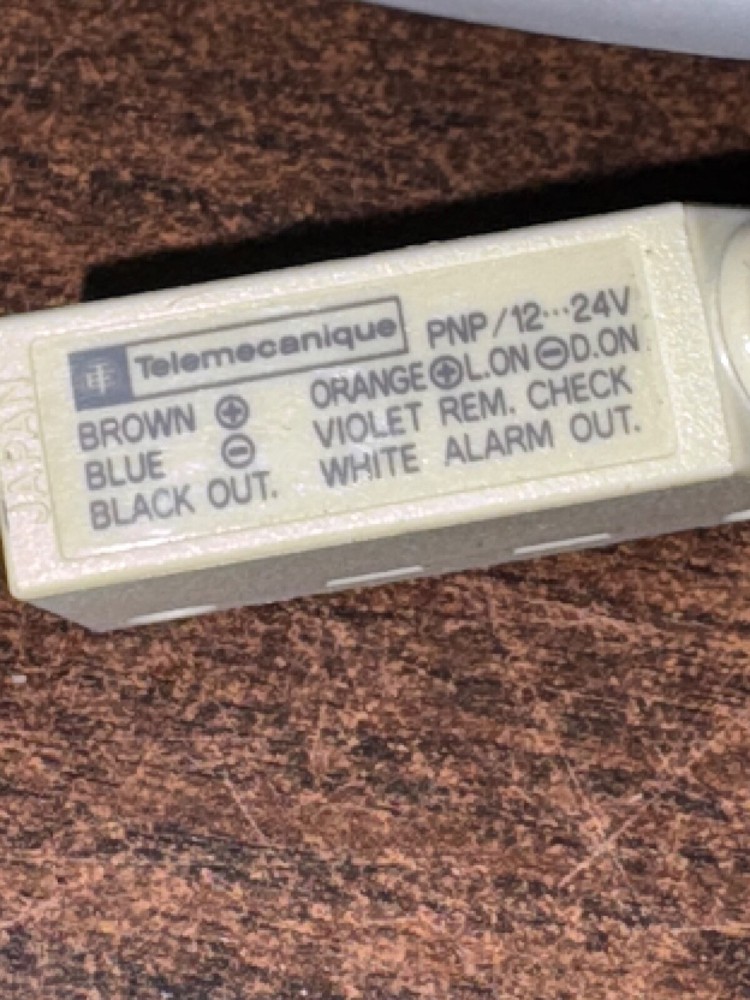 Telemecanique PNP/12···24V
BROWN ⊕ ORANGE⊕L.ON⊖D.ON
BLUE ⊖ VIOLET REM. CHECK
BLACK OUT. WHITE ALARM OUT.
JAPAN